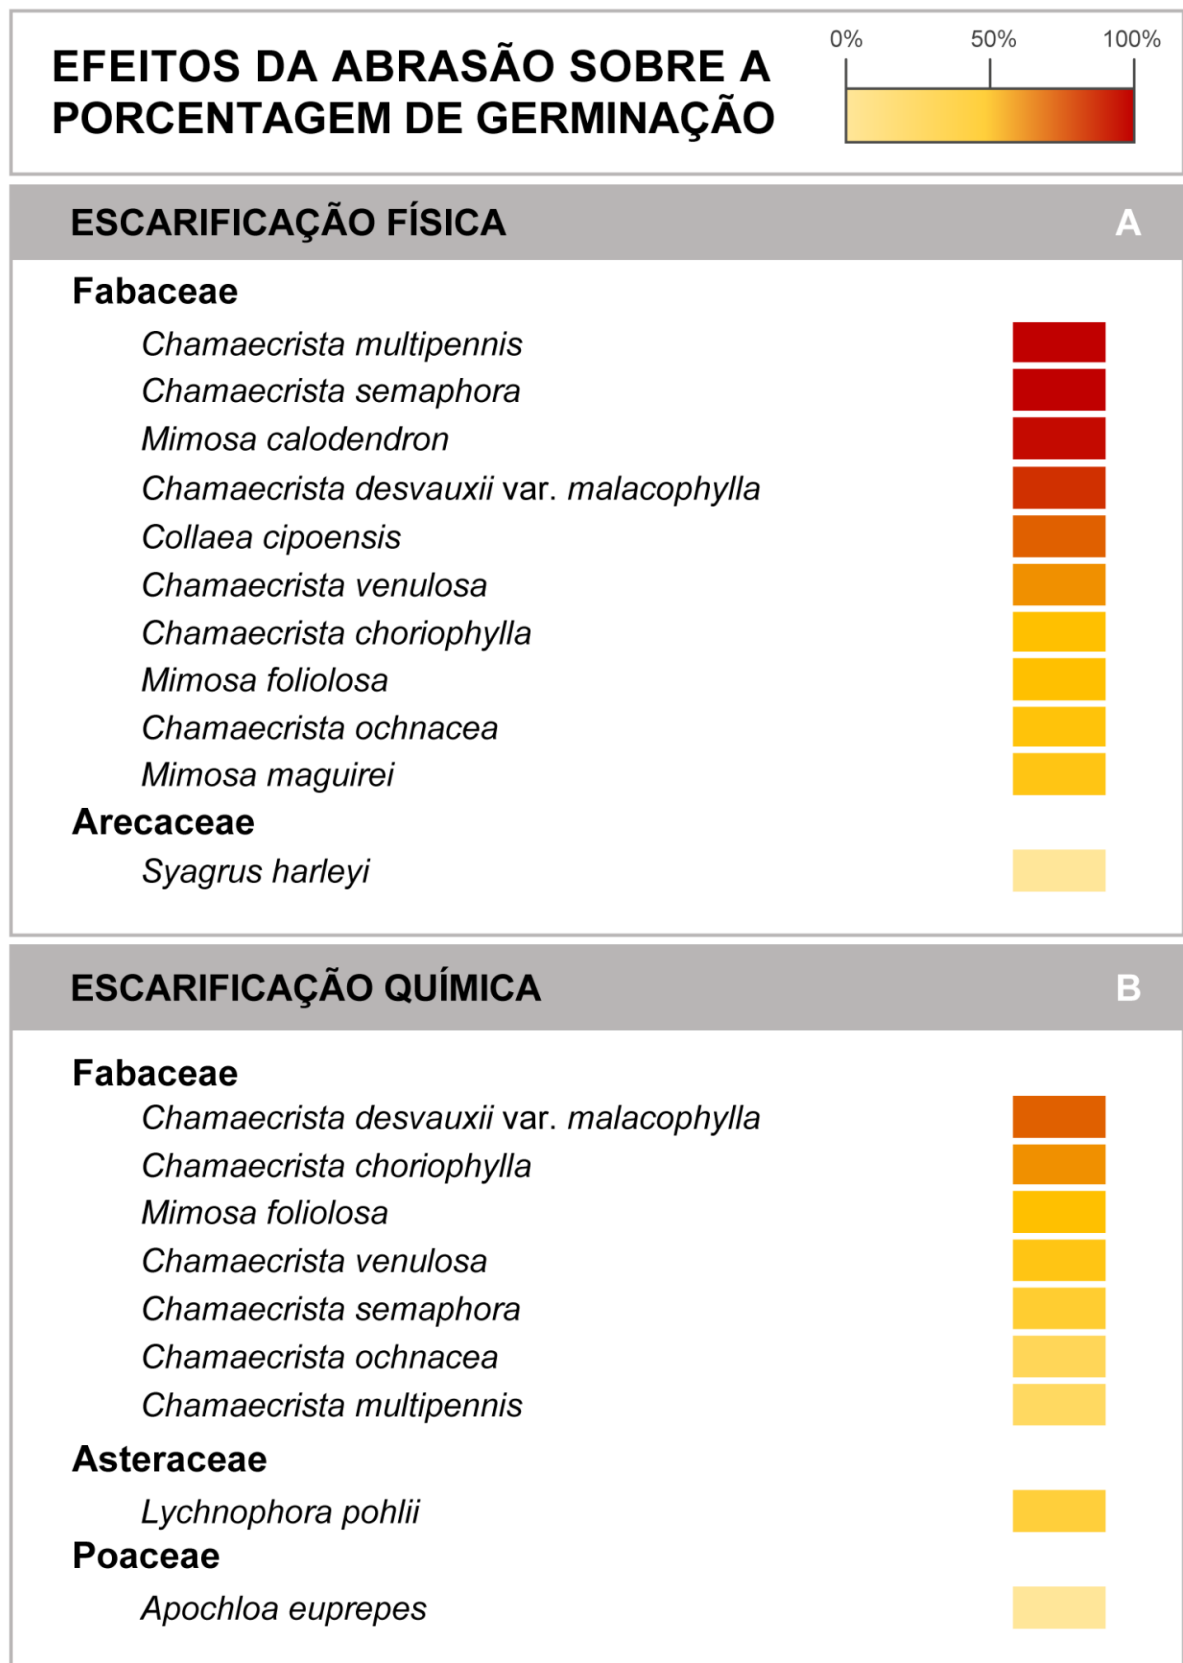 EFEITOS DA ABRASÃO SOBRE A
PORCENTAGEM DE GERMINAÇÃO
0% 50% 100%
ESCARIFICAÇÃO FÍSICA A
Fabaceae
Chamaecrista multipennis
Chamaecrista semaphora
Mimosa calodendron
Chamaecrista desvauxii var. malacophylla
Collaea cipoensis
Chamaecrista venulosa
Chamaecrista choriophylla
Mimosa foliolosa
Chamaecrista ochnacea
Mimosa maguirei
Arecaceae
Syagrus harleyi
ESCARIFICAÇÃO QUÍMICA B
Fabaceae
Chamaecrista desvauxii var. malacophylla
Chamaecrista choriophylla
Mimosa foliolosa
Chamaecrista venulosa
Chamaecrista semaphora
Chamaecrista ochnacea
Chamaecrista multipennis
Asteraceae
Lychnophora pohlii
Poaceae
Apochloa euprepes